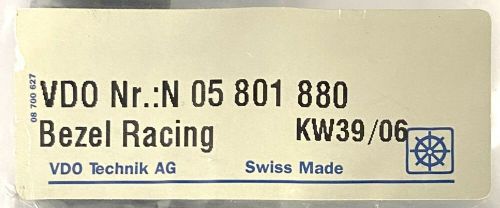 08 700 627
VDO Nr.:N 05 801 880
Bezel Racing KW39/06
VDO Technik AG Swiss Made